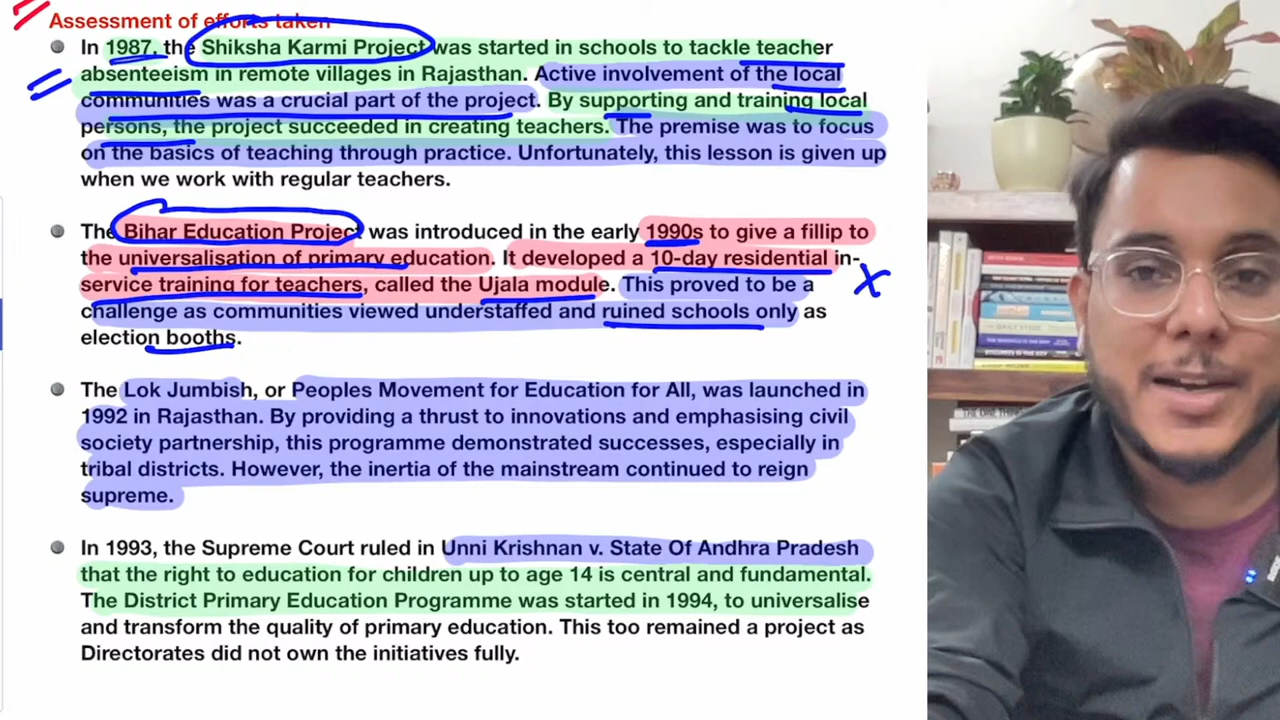 Assessment of efforts taken
In 1987, the Shiksha Karmi Project was started in schools to tackle teacher
absenteeism in remote villages in Rajasthan. Active involvement of the local
communities was a crucial part of the project. By supporting and training local
persons, the project succeeded in creating teachers. The premise was to focus
on the basics of teaching through practice. Unfortunately, this lesson is given up
when we work with regular teachers.
The Bihar Education Project was introduced in the early 1990s to give a fillip to
the universalisation of primary education. It developed a 10-day residential in-
service training for teachers, called the Ujala module. This proved to be a
challenge as communities viewed understaffed and ruined schools only as
election booths.
X
The Lok Jumbish, or Peoples Movement for Education for All, was launched in
1992 in Rajasthan. By providing a thrust to innovations and emphasising civil
society partnership, this programme demonstrated successes, especially in
tribal districts. However, the inertia of the mainstream continued to reign
supreme.
In 1993, the Supreme Court ruled in Unni Krishnan v. State Of Andhra Pradesh
that the right to education for children up to age 14 is central and fundamental.
The District Primary Education Programme was started in 1994, to universalise
and transform the quality of primary education. This too remained a project as
Directorates did not own the initiatives fully.